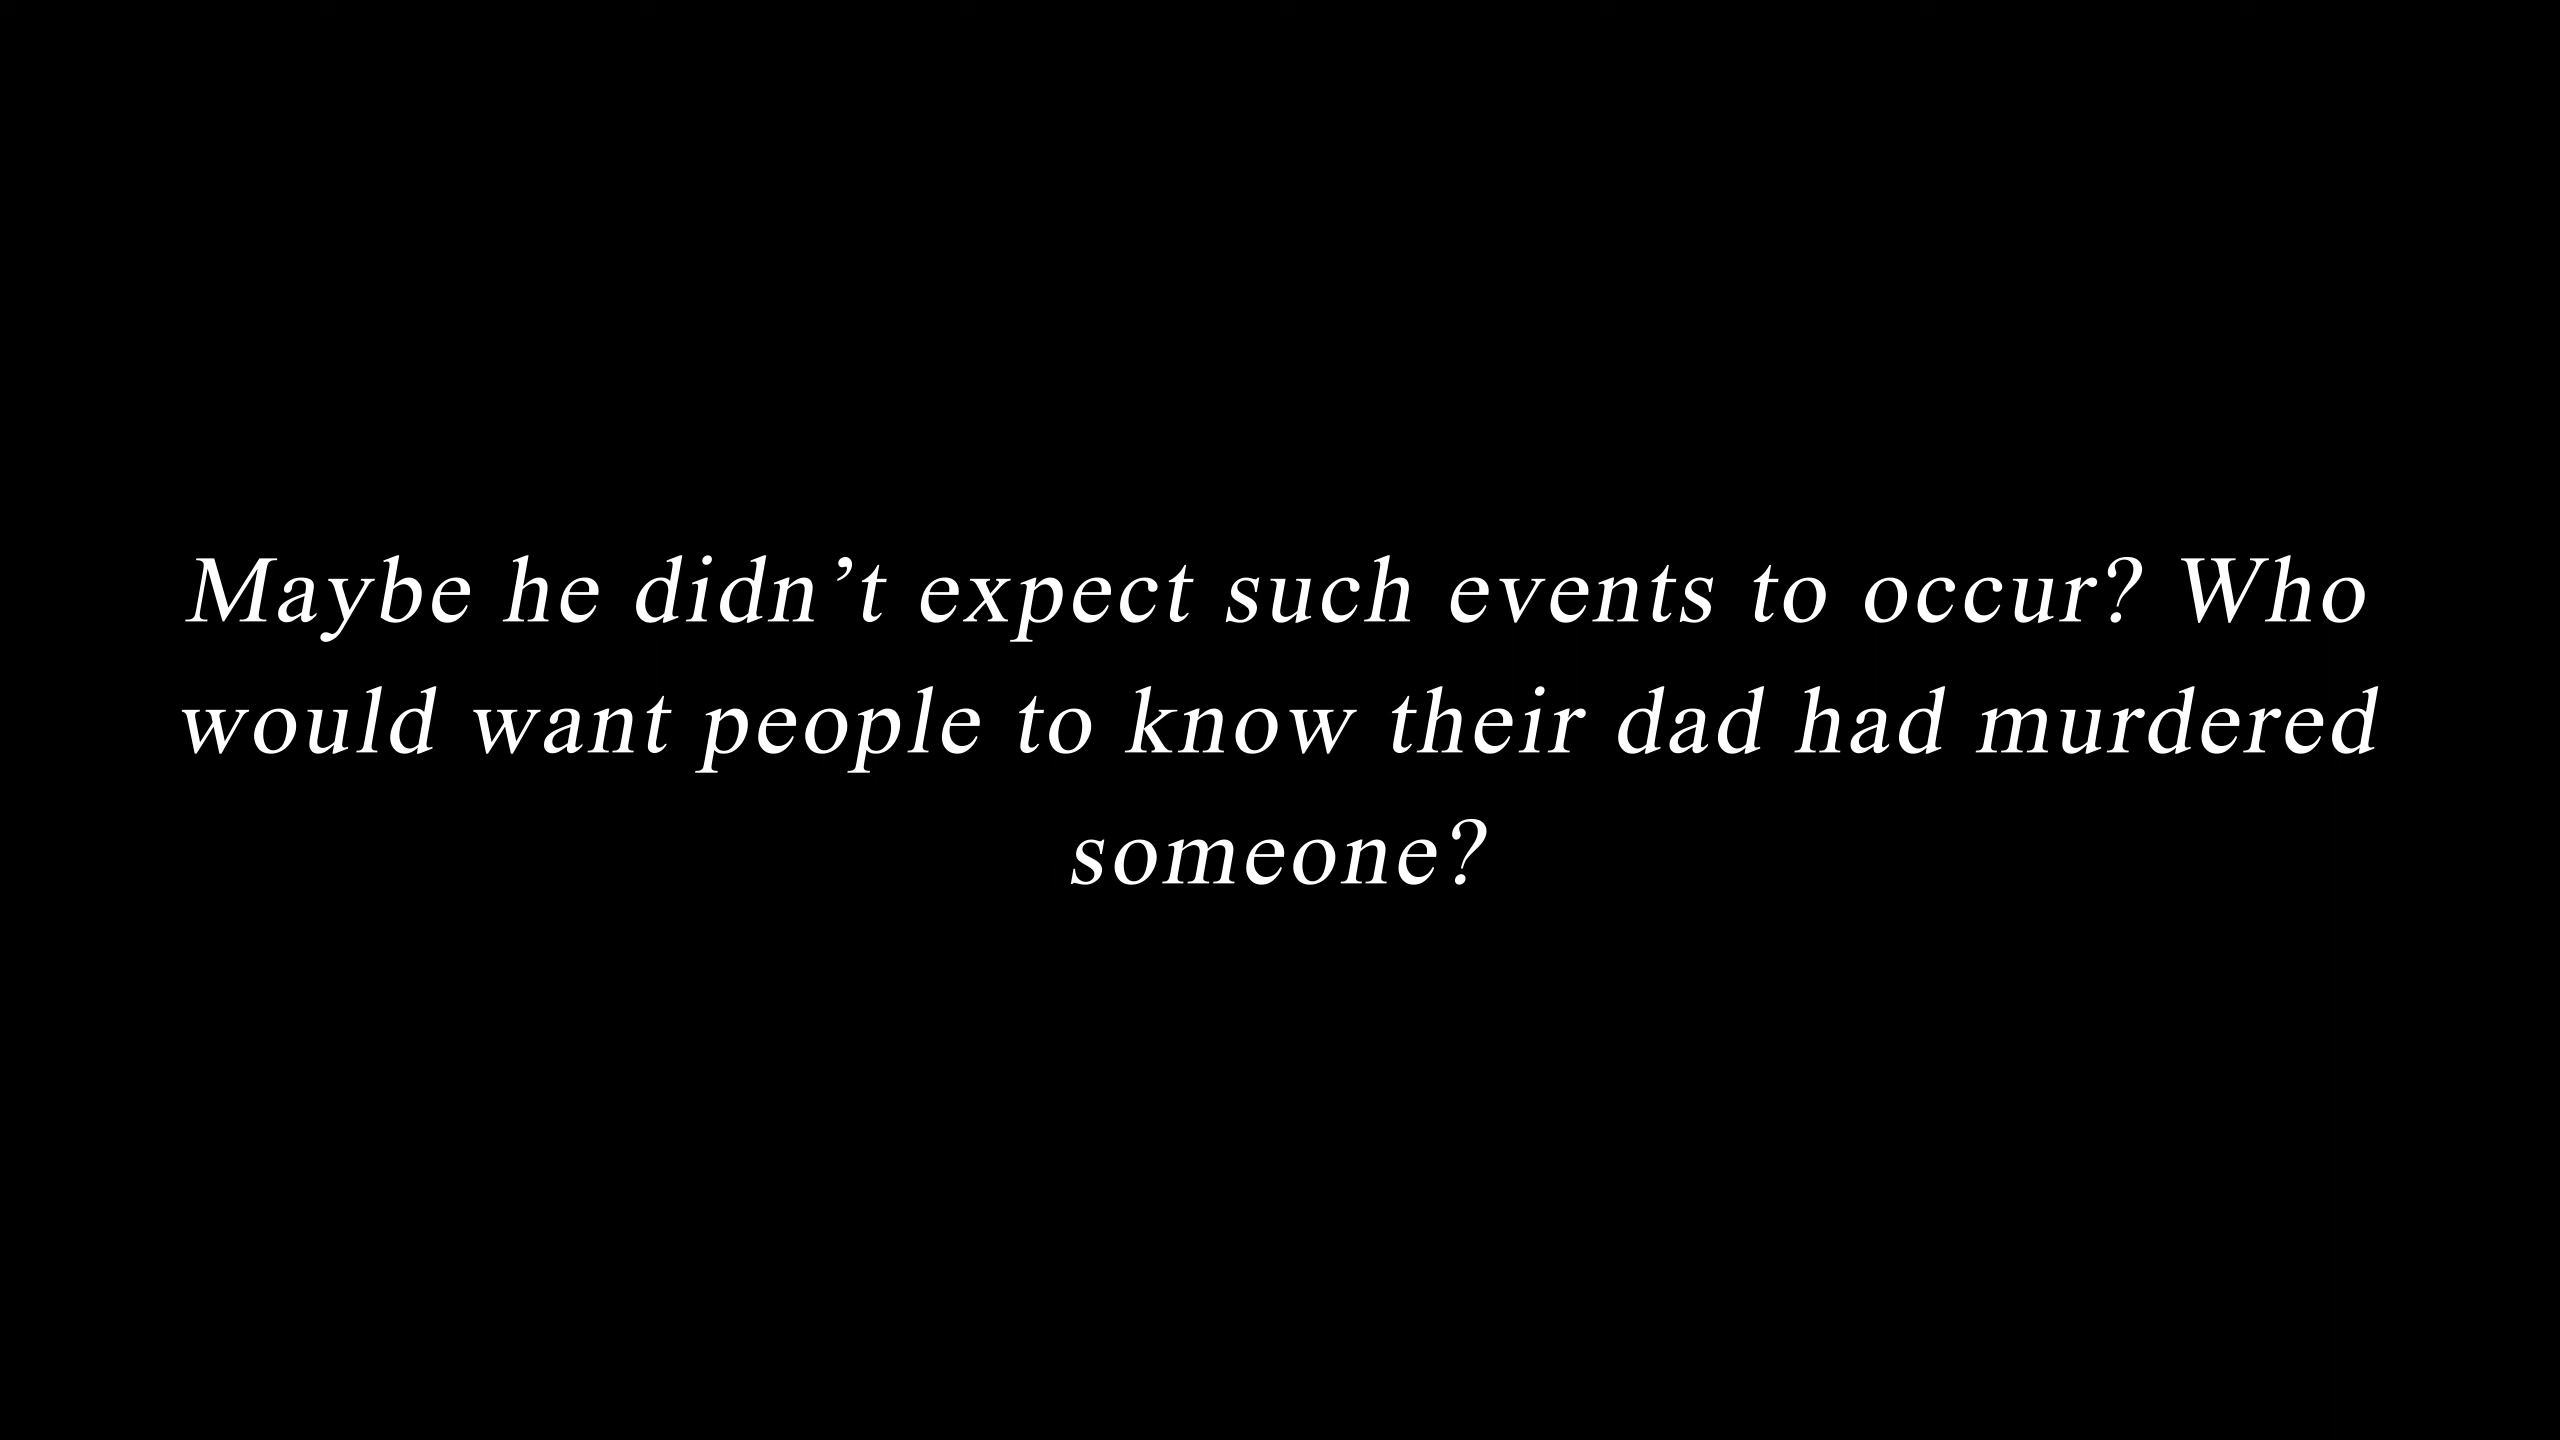 Maybe he didn’t expect such events to occur? Who
would want people to know their dad had murdered
someone?